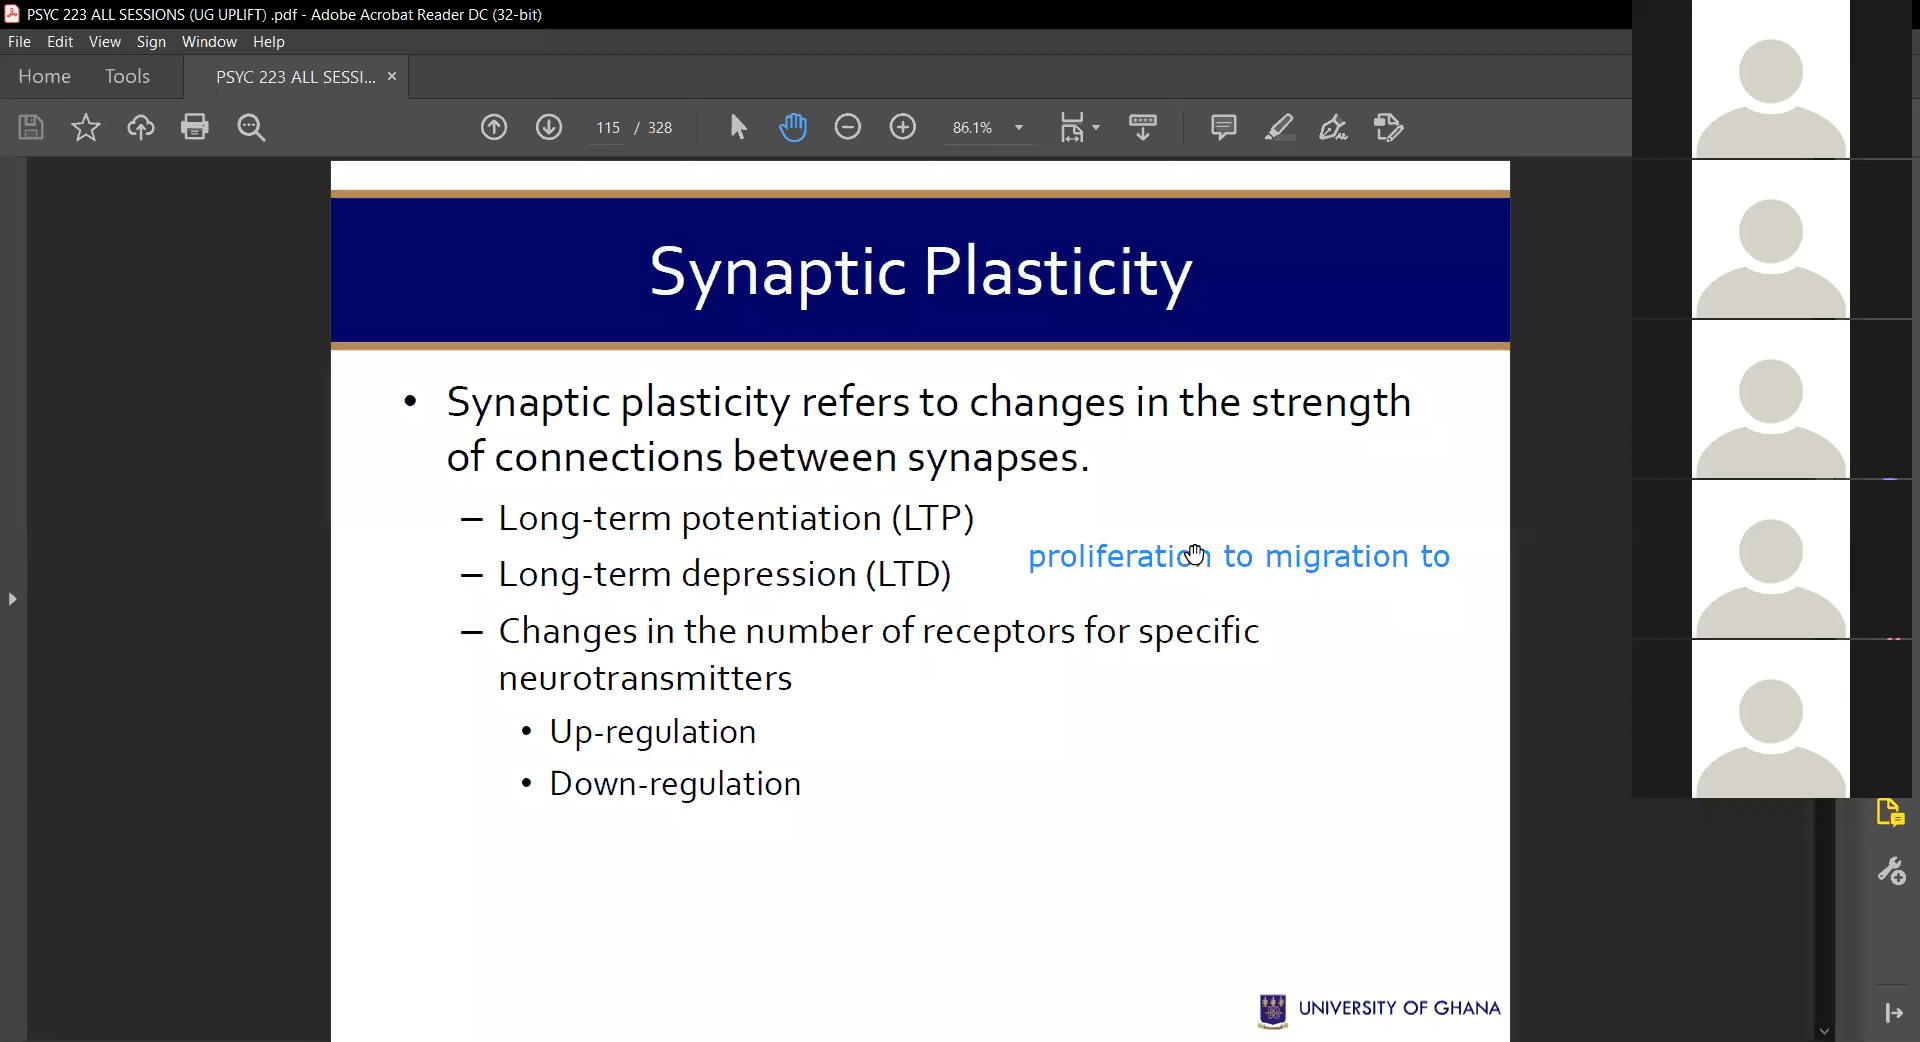 PSYC 223 ALL SESSIONS (UG UPLIFT) .pdf - Adobe Acrobat Reader DC (32-bit)
File Edit View Sign Window Help
Home Tools PSYC 223 ALL SESSI... ×
115 / 328 86.1%
Synaptic Plasticity
• Synaptic plasticity refers to changes in the strength
of connections between synapses.
– Long-term potentiation (LTP)
proliferation to migration to
– Long-term depression (LTD)
– Changes in the number of receptors for specific
neurotransmitters
• Up-regulation
• Down-regulation
UNIVERSITY OF GHANA